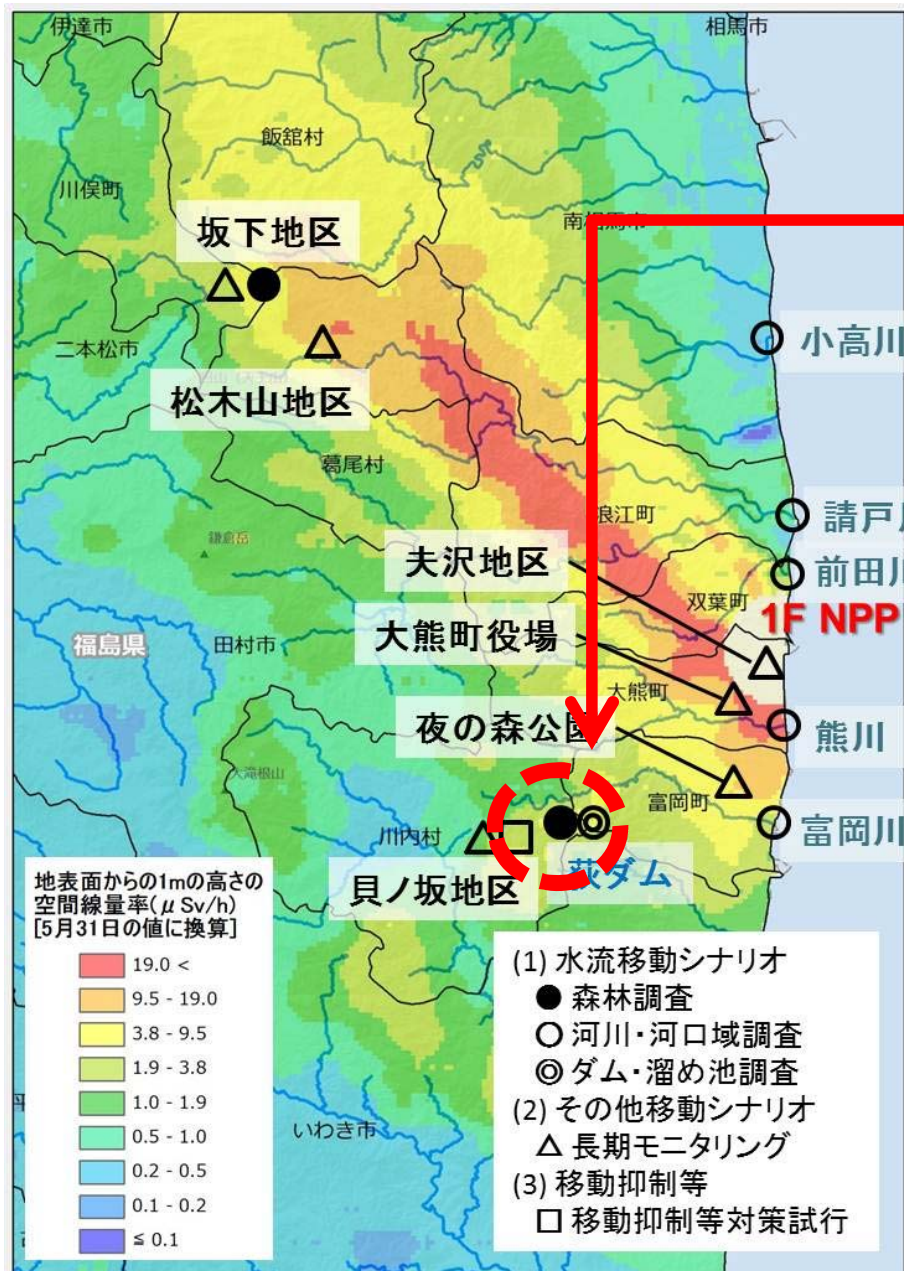 伊達市
相馬市
飯舘村
川俣町
南相馬市
坂下地区
小高川
二本松市
松木山地区
葛尾村
請戸
浪江町
鎌倉岳
夫沢地区
前田川
双葉町
1F NPP
福島県
田村市
大熊町役場
大熊町
夜の森公園
熊川
大滝根山
富岡町
川内村
富岡川
貝ノ坂地区
荻ダム
地表面からの1mの高さの
空間線量率(μSv/h)
[5月31日の値に換算]
19.0 <
9.5 - 19.0
3.8 - 9.5
1.9 - 3.8
1.0 - 1.9
0.5 - 1.0
0.2 - 0.5
0.1 - 0.2
≦ 0.1
(1) 水流移動シナリオ
● 森林調査
○ 河川・河口域調査
◎ ダム・溜め池調査
(2) その他移動シナリオ
△ 長期モニタリング
(3) 移動抑制等
□ 移動抑制等対策試行
いわき市